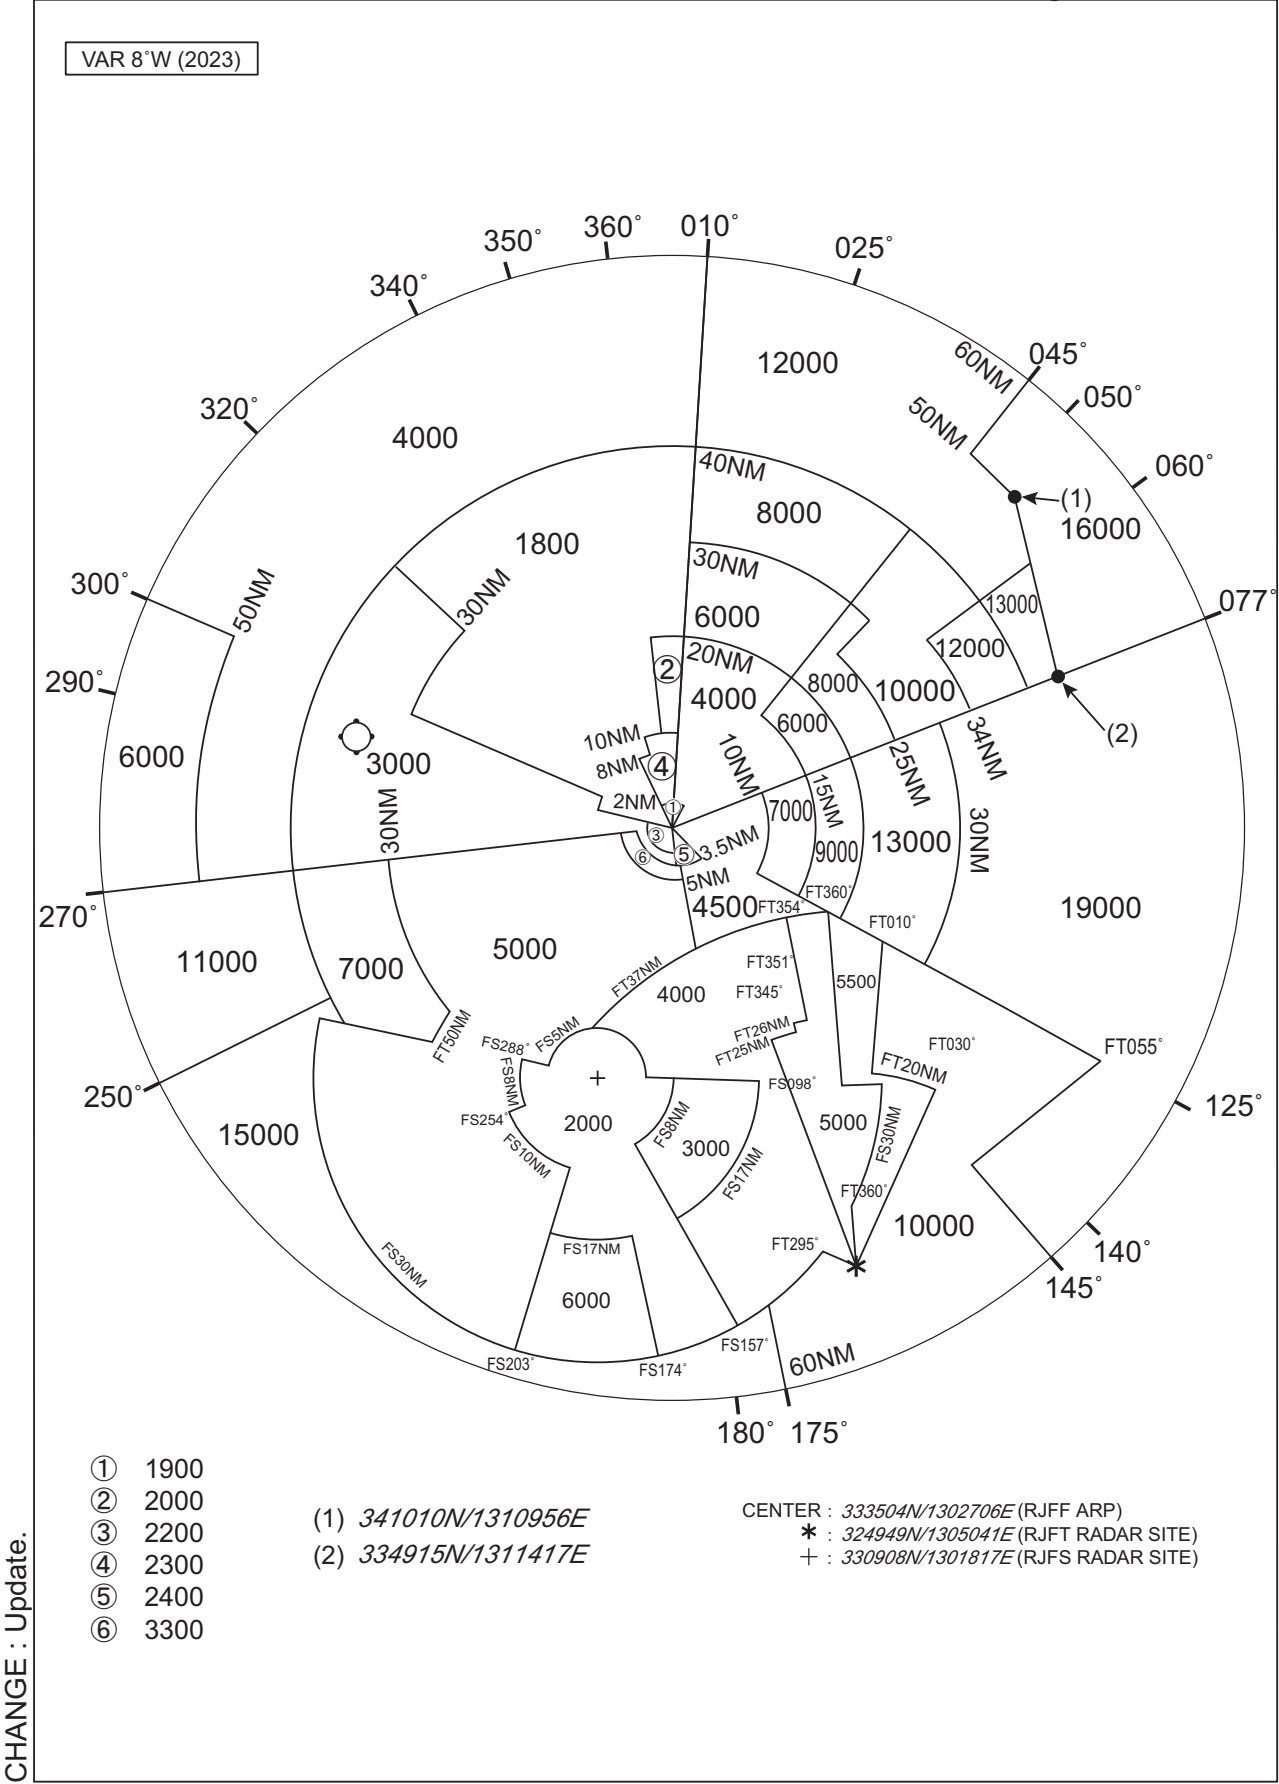 VAR 8°W (2023)
360°
010°
350°
025°
340°
045°
60NM
12000
050°
320°
50NM
4000
060°
40NM
(1)
8000
16000
1800
30NM
300°
50NM
30NM
077°
13000
6000
12000
290°
2
20NM
8000
10000
4000
6000
34NM
(2)
10NM
6000
3000
8NM
4
10NM
25NM
2NM
1
7000
15NM
30NM
3
3.5NM
9000
13000
30NM
6
5
5NM
4500
FT360°
FT354°
19000
270°
FT010°
5000
11000
7000
FT351°
FT37NM
4000
FT345°
5500
FT50NM
FS288°
FS5NM
FT26NM
FT25NM
FT030°
FT055°
FT20NM
FS8NM
FS098°
250°
125°
FS254°
2000
FS8NM
5000
FS30NM
15000
3000
FS10NM
FS17NM
FT360°
10000
FS17NM
FT295°
FS30NM
140°
145°
6000
FS157°
60NM
FS203°
FS174°
180°
175°
1 1900
2 2000
3 2200
4 2300
5 2400
6 3300
(1) 341010N/1310956E
(2) 334915N/1311417E
CENTER : 333504N/1302706E (RJFF ARP)
* : 324949N/1305041E (RJFT RADAR SITE)
+ : 330908N/1301817E (RJFS RADAR SITE)
CHANGE : Update.